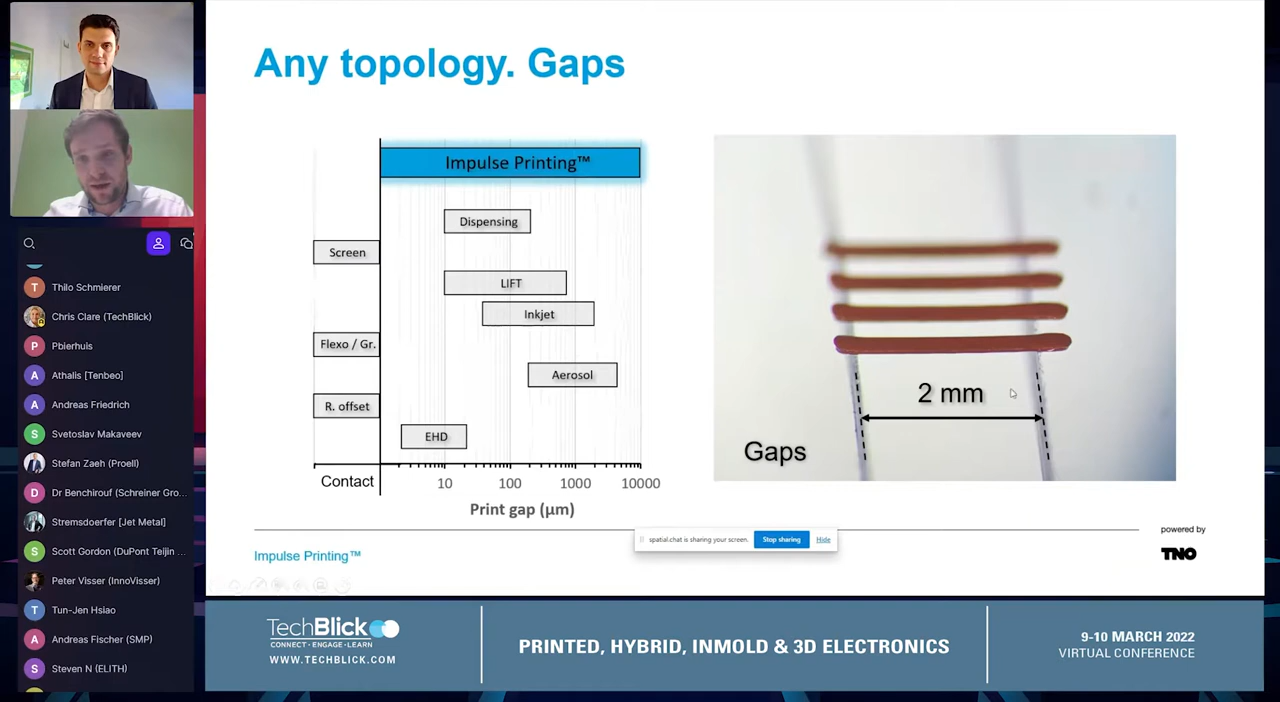 Any topology. Gaps
Impulse Printing™
Dispensing
Screen
LIFT
Inkjet
Flexo / Gr.
Aerosol
R. offset
EHD
Contact
10
100
1000
10000
Print gap (µm)
2 mm
Gaps
Impulse Printing™
spatial.chat is sharing your screen.
Stop sharing
Hide
powered by
TNO
T
Thilo Schmierer
Chris Clare (TechBlick)
P
Pbierhuis
A
Athalis [Tenbeo]
A
Andreas Friedrich
S
Svetoslav Makaveev
Stefan Zaeh (Proell)
D
Dr Benchirouf (Schreiner Gro...
Stremsdoerfer [Jet Metal]
S
Scott Gordon (DuPont Teijin ...
Peter Visser (InnoVisser)
T
Tun-Jen Hsiao
A
Andreas Fischer (SMP)
S
Steven N (ELITH)
TechBlick
CONNECT • ENGAGE • LEARN
WWW.TECHBLICK.COM
PRINTED, HYBRID, INMOLD & 3D ELECTRONICS
9-10 MARCH 2022
VIRTUAL CONFERENCE